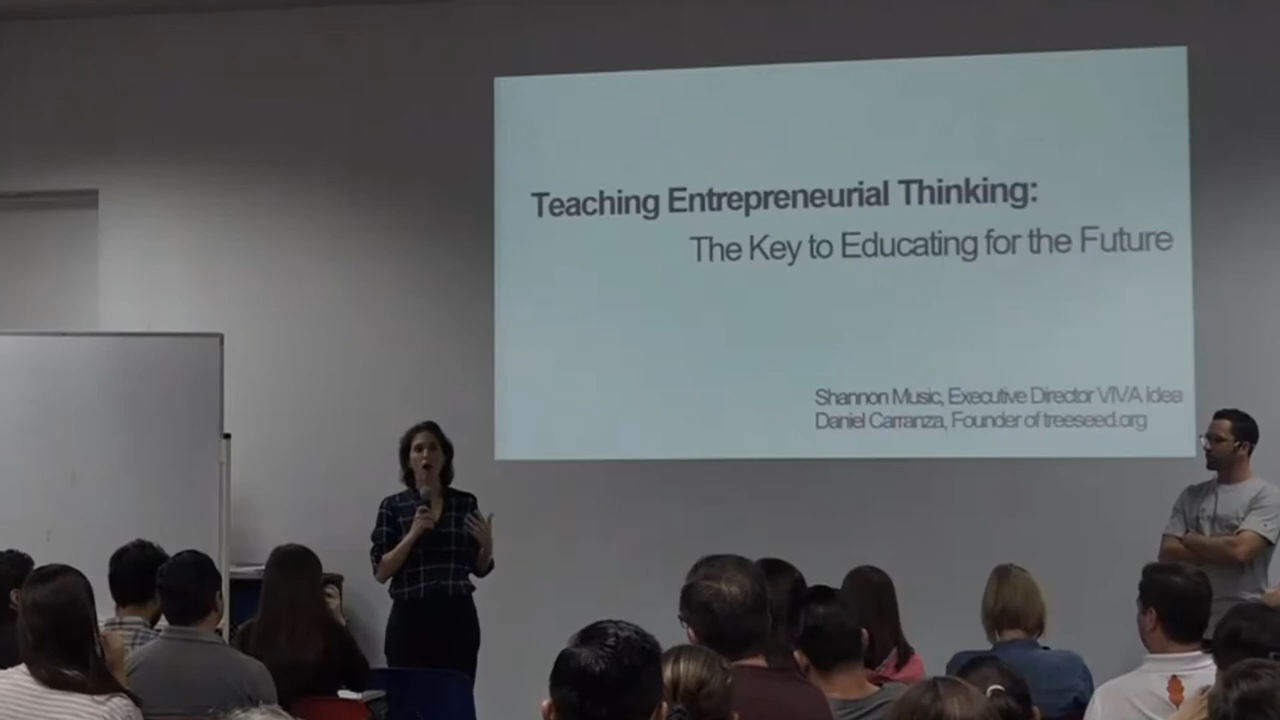 Teaching Entrepreneurial Thinking:
The Key to Educating for the Future
Shannon Music, Executive Director VIVA Idea
Daniel Carranza, Founder of treeseed.org